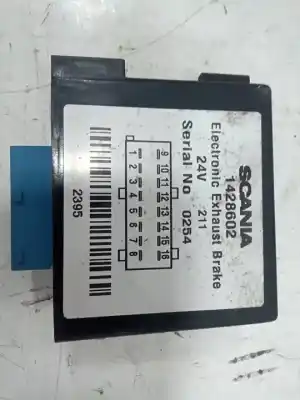 SCANIA
1428602
Electronic Exhaust Brake
24V 211
Serial No 0254
9 10 11 12 13 14 15 16
1 2 3 4 5 6 7 8
2395